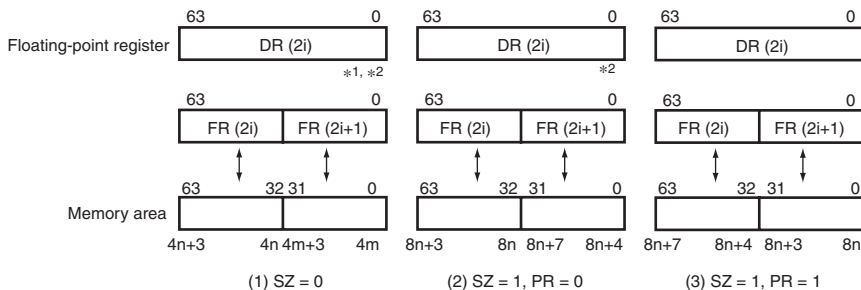 63 0 63 0 63 0
Floating-point register DR (2i) DR (2i) DR (2i)
*1, *2 *2
63 0 63 0 63 0
FR (2i) FR (2i+1) FR (2i) FR (2i+1) FR (2i) FR (2i+1)
63 32 31 0 63 32 31 0 63 32 31 0
Memory area
4n+3 4n 4m+3 4m 8n+3 8n 8n+7 8n+4 8n+7 8n+4 8n+3 8n
(1) SZ = 0 (2) SZ = 1, PR = 0 (3) SZ = 1, PR = 1